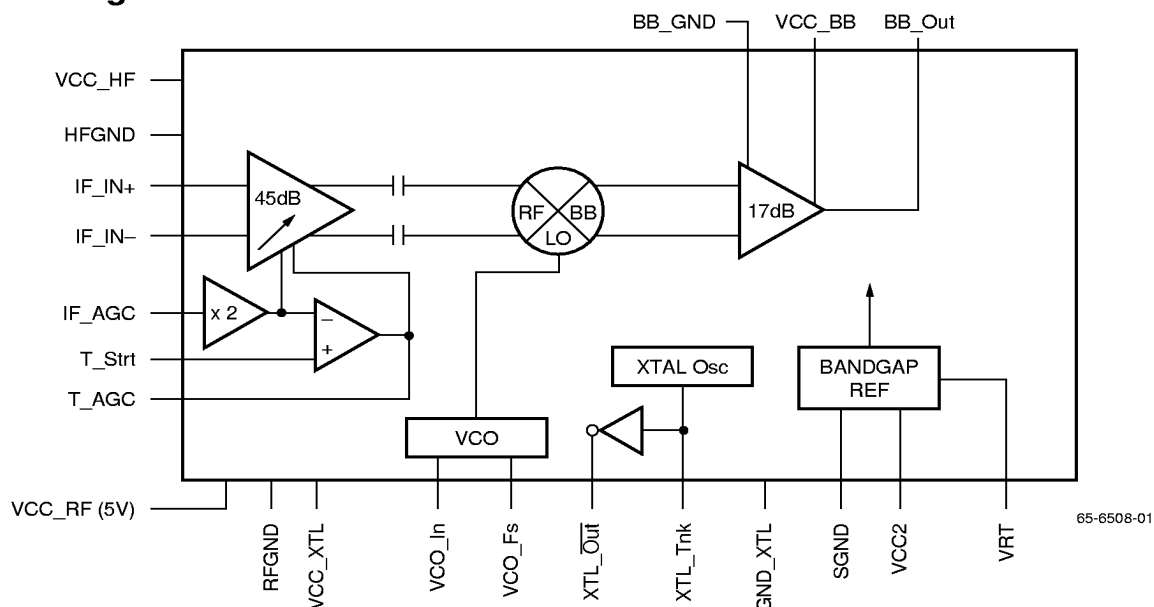 BB_GND
VCC_BB
BB_Out
VCC_HF
HFGND
IF_IN+
IF_IN–
45dB
RF
BB
LO
17dB
IF_AGC
x 2
–
+
T_Strt
T_AGC
XTAL Osc
BANDGAP
REF
VCO
VCC_RF (5V)
RFGND
VCC_XTL
VCO_In
VCO_Fs
XTL_Out
XTL_Tnk
GND_XTL
SGND
VCC2
VRT
65-6508-01